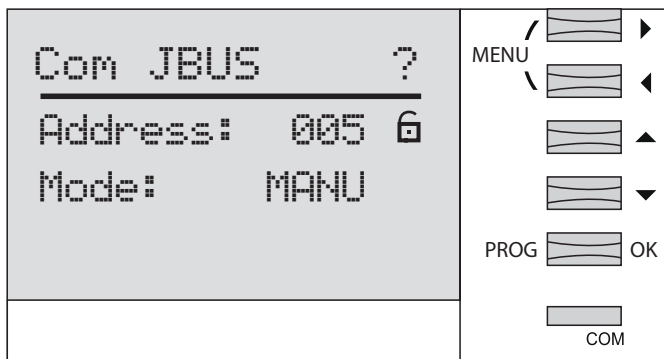 Com JBUS ?
Address: 005
Mode: MANU
MENU
PROG OK
COM